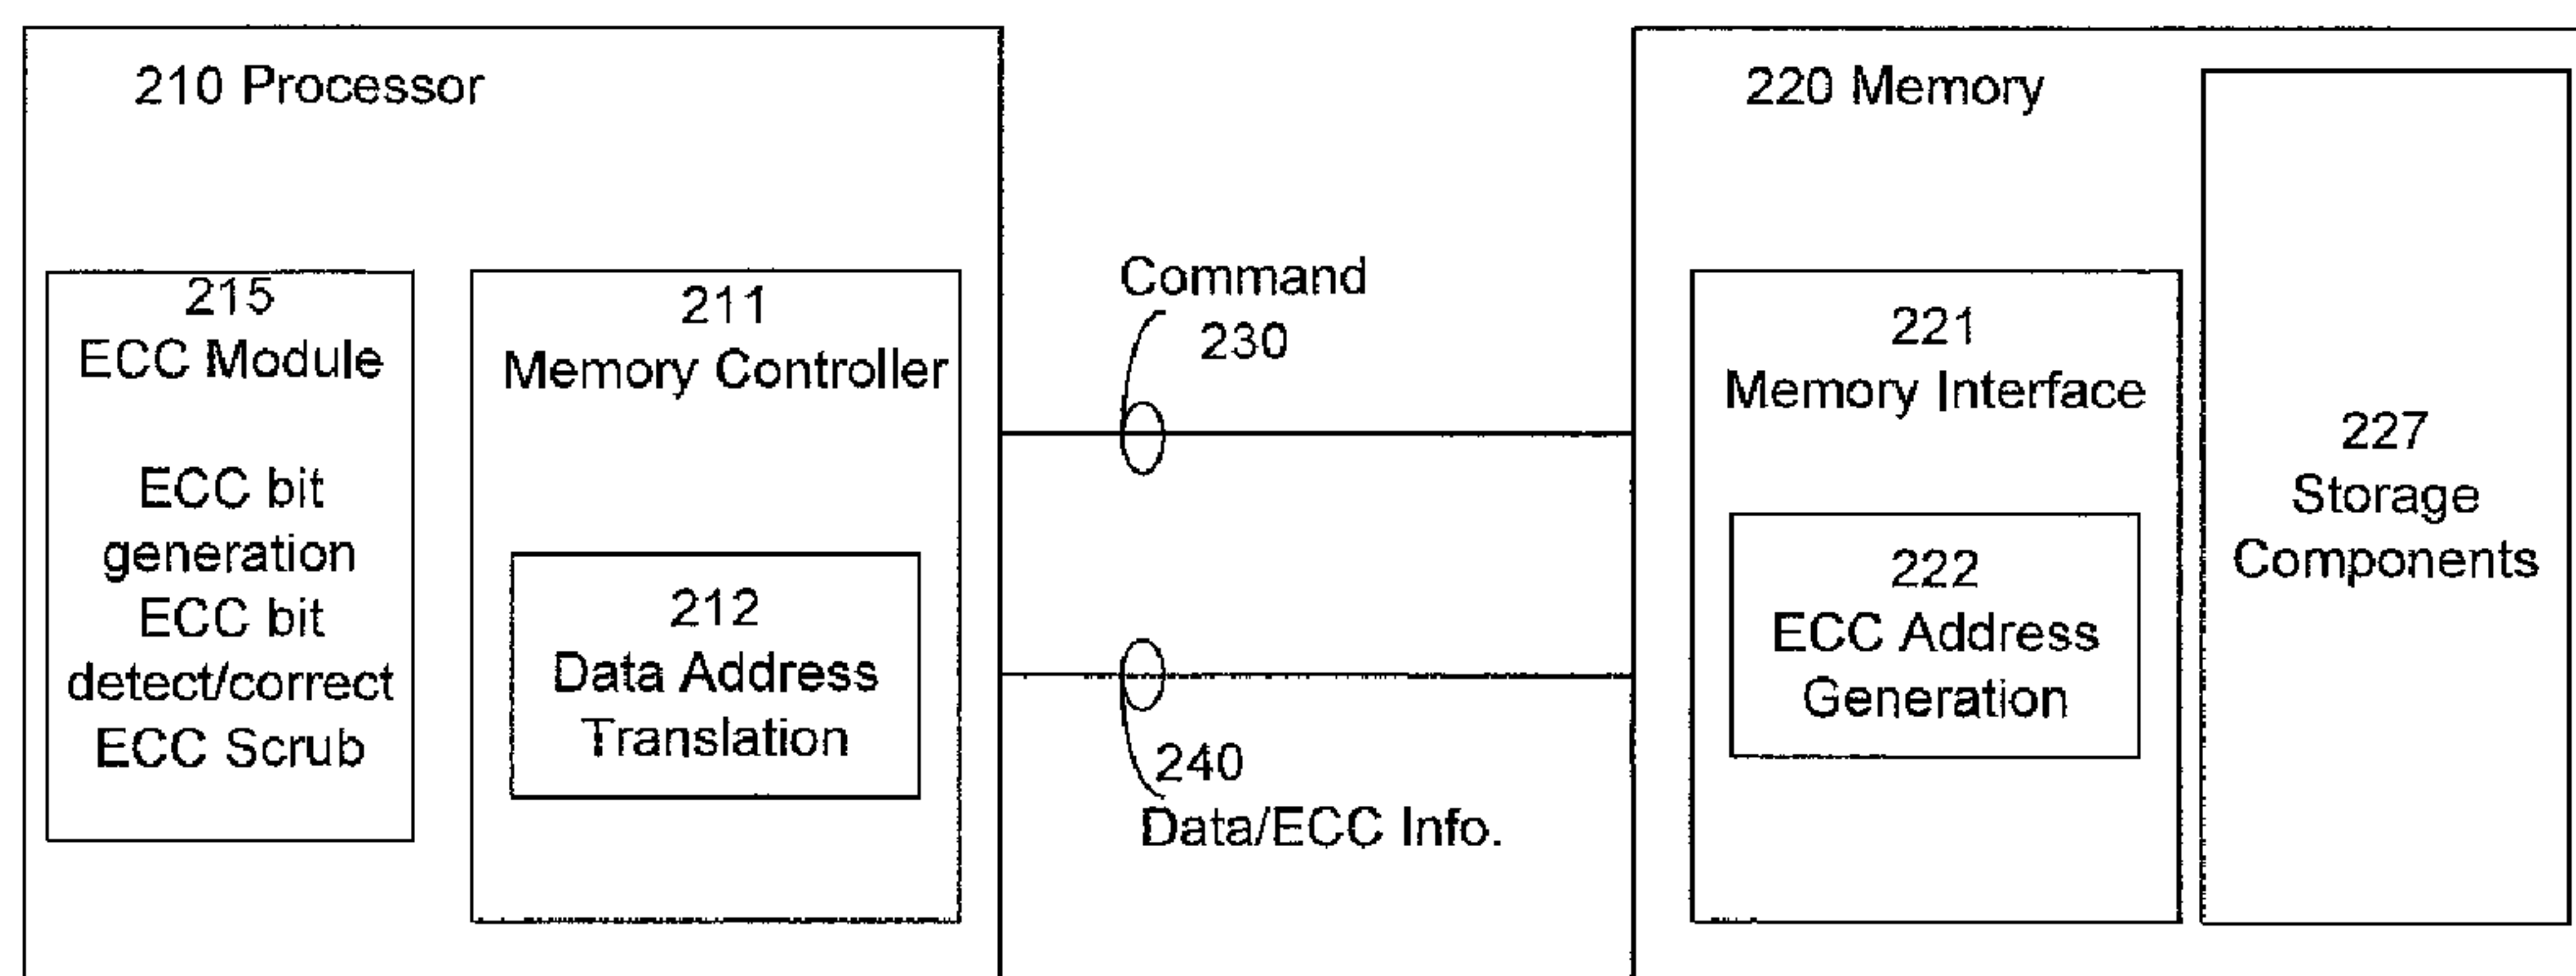 210 Processor
215
ECC Module
ECC bit
generation
ECC bit
detect/correct
ECC Scrub
211
Memory Controller
212
Data Address
Translation
Command
230
240
Data/ECC Info.
220 Memory
221
Memory Interface
222
ECC Address
Generation
227
Storage
Components